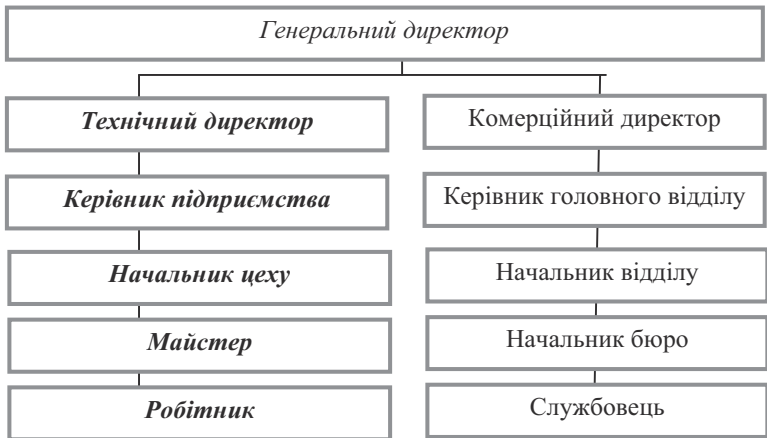 Генеральний директор
Технічний директор
Комерційний директор
Керівник підприємства
Керівник головного відділу
Начальник цеху
Начальник відділу
Майстер
Начальник бюро
Робітник
Службовець